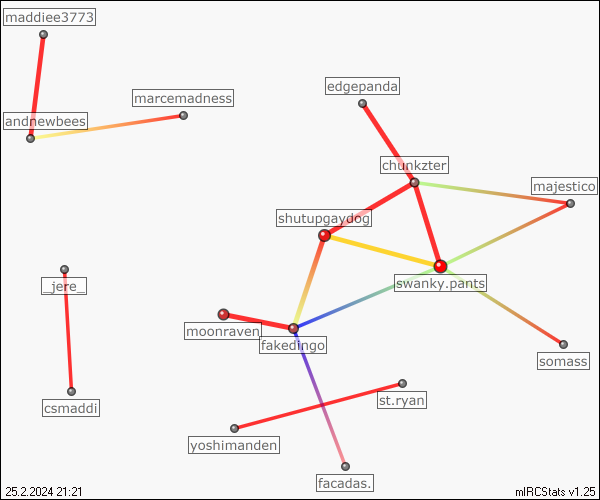 maddiee3773
marcemadness
andnewbees
edgepanda
chunkzter
majestico
shutupgaydog
_jere_
swanky.pants
moonraven
fakedingo
somass
csmaddi
st.ryan
yoshimanden
facadas.
25.2.2024 21:21
mIRCStats v1.25